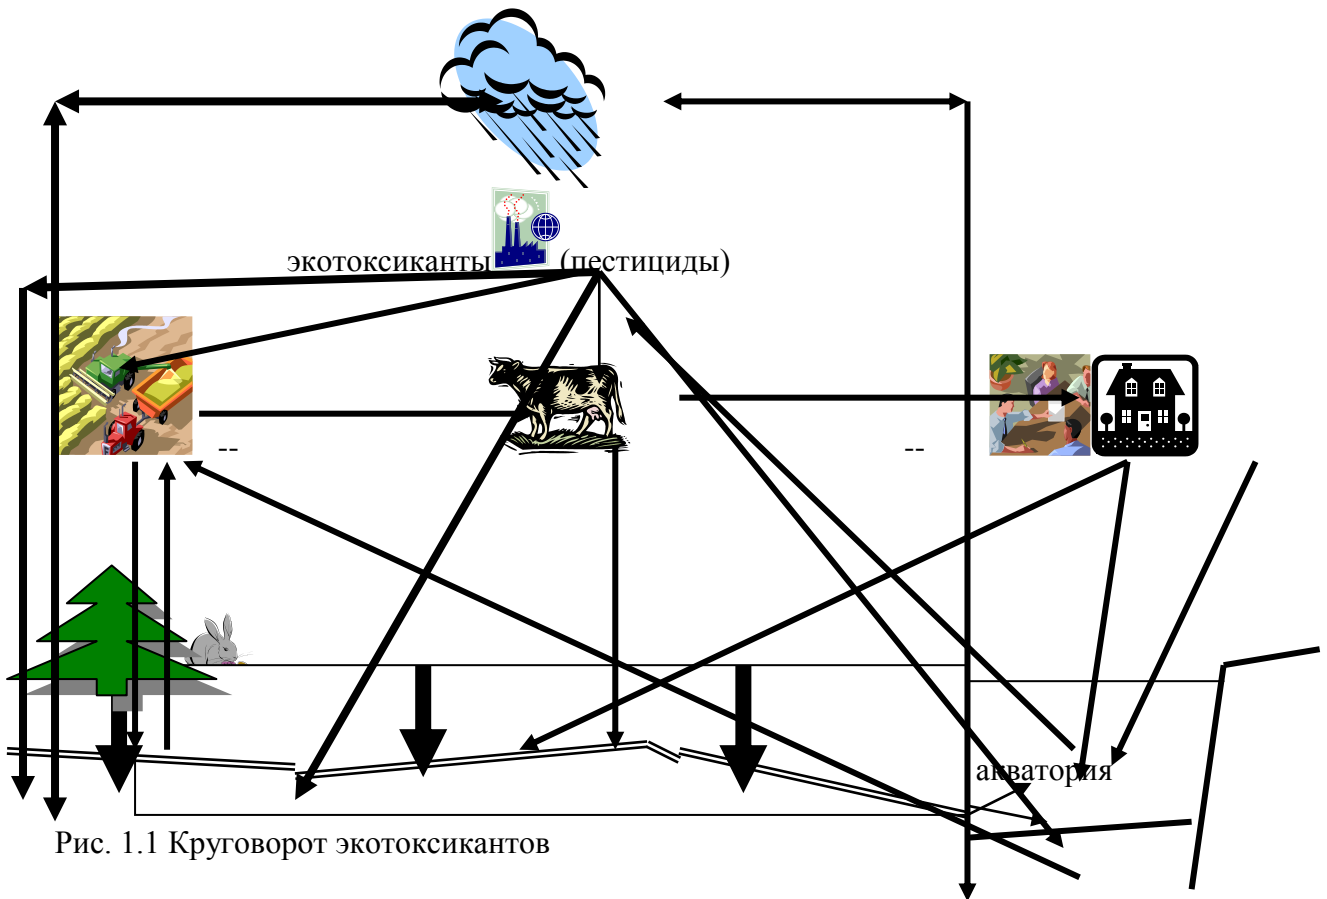 экотоксиканты (пестициды)
-- --
акватория
Рис. 1.1 Круговорот экотоксикантов